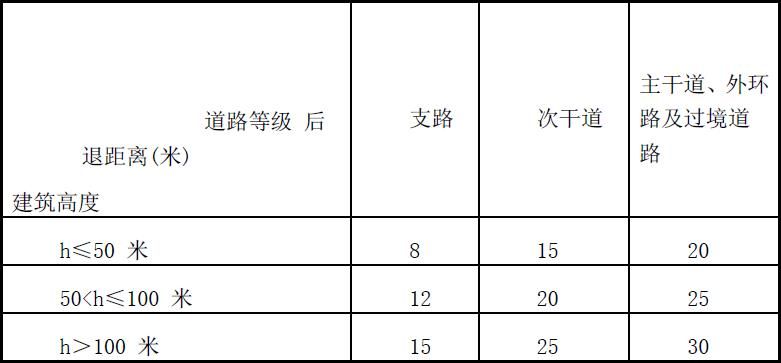 道路等级 后
退距离(米)
建筑高度
支路
次干道
主干道、外环
路及过境道
路
h≤50 米 8 15 20
50<h≤100 米 12 20 25
h＞100 米 15 25 30